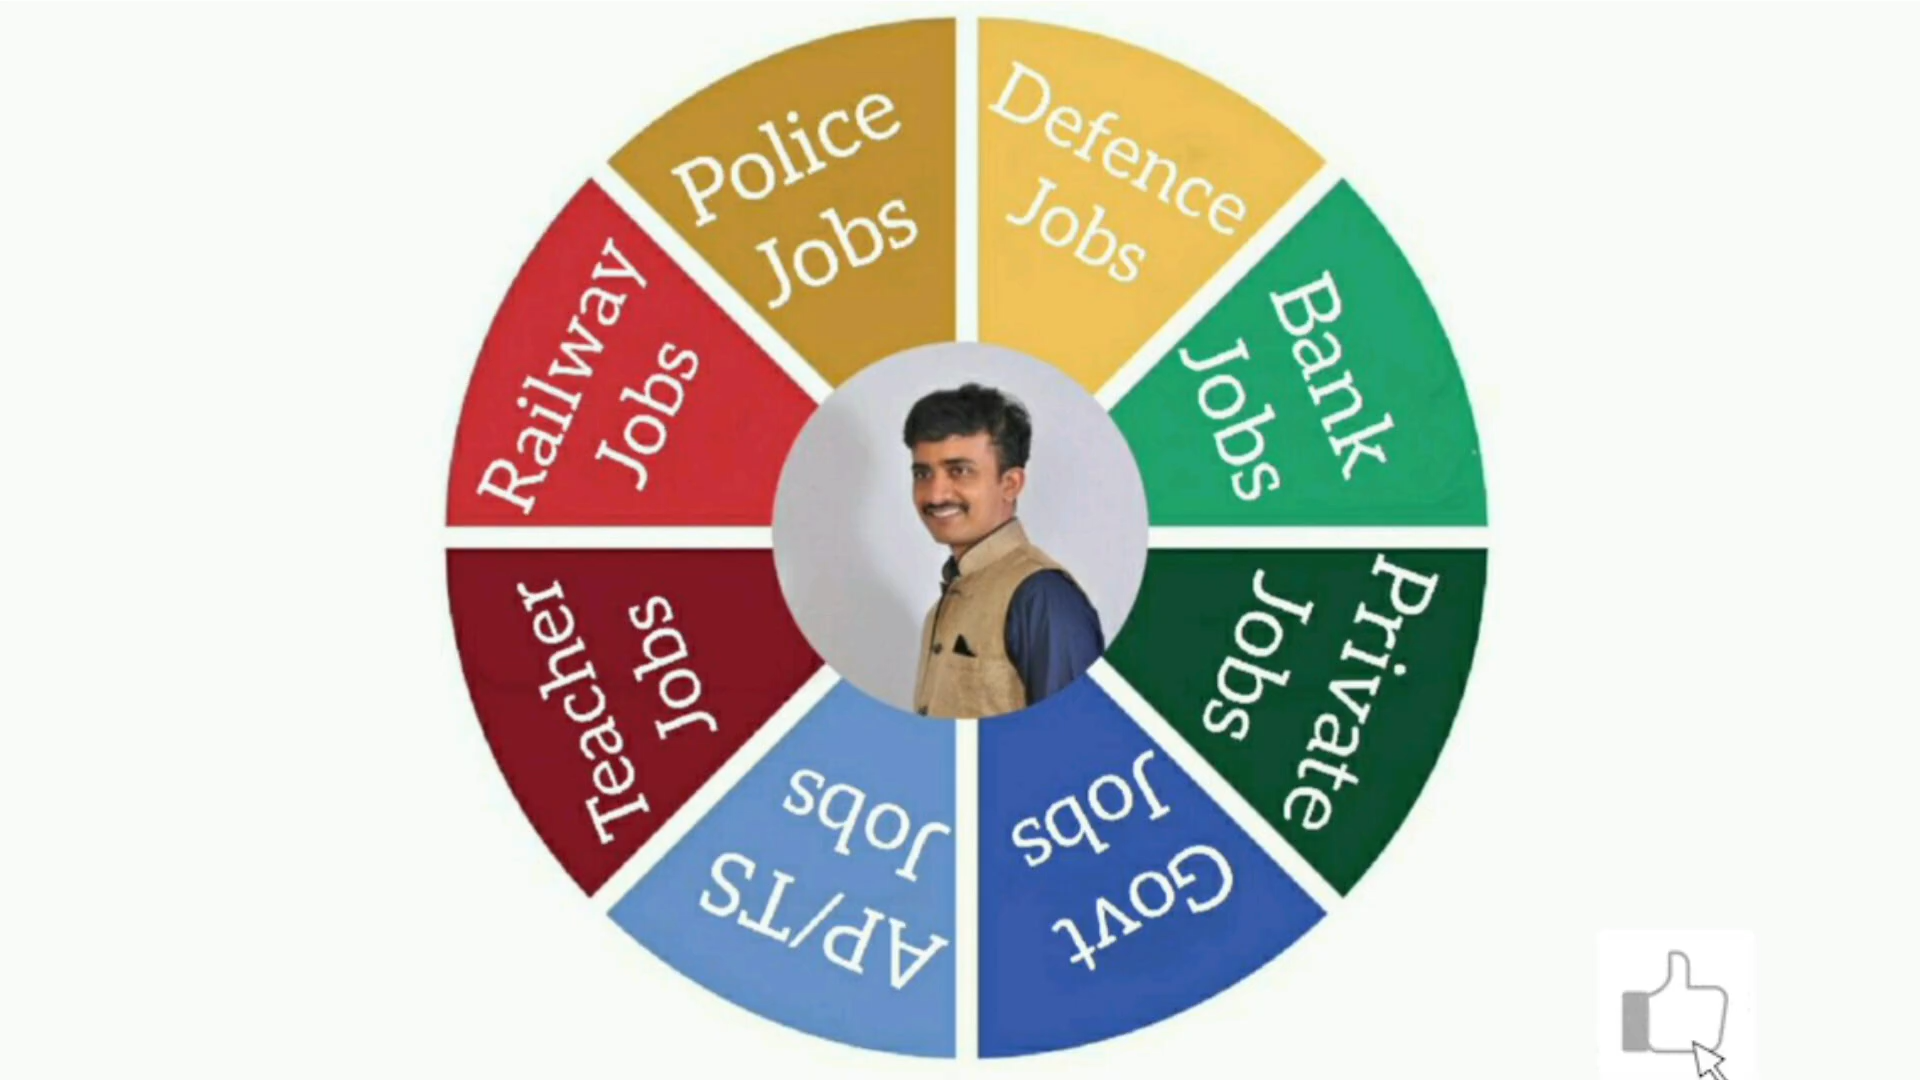 Police
Jobs
Defence
Jobs
Bank
Jobs
Private
Jobs
Govt
Jobs
AP/TS
Jobs
Teacher
Jobs
Railway
Jobs